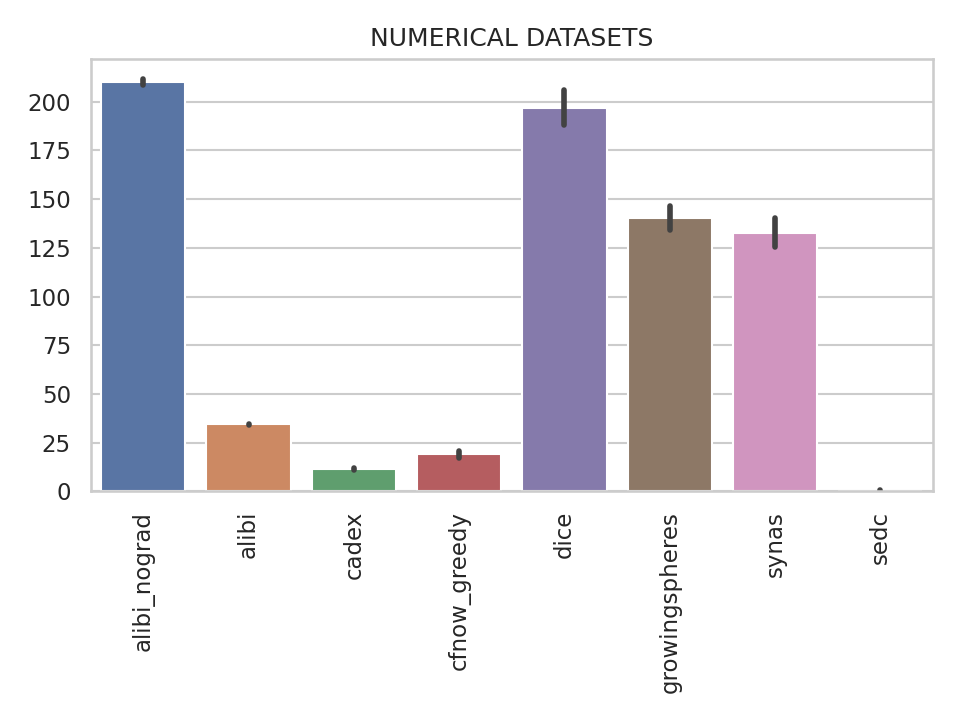 NUMERICAL DATASETS
200
175
150
125
100
75
50
25
0
alibi_nograd
alibi
cadex
cfnow_greedy
dice
growingspheres
synas
sedc